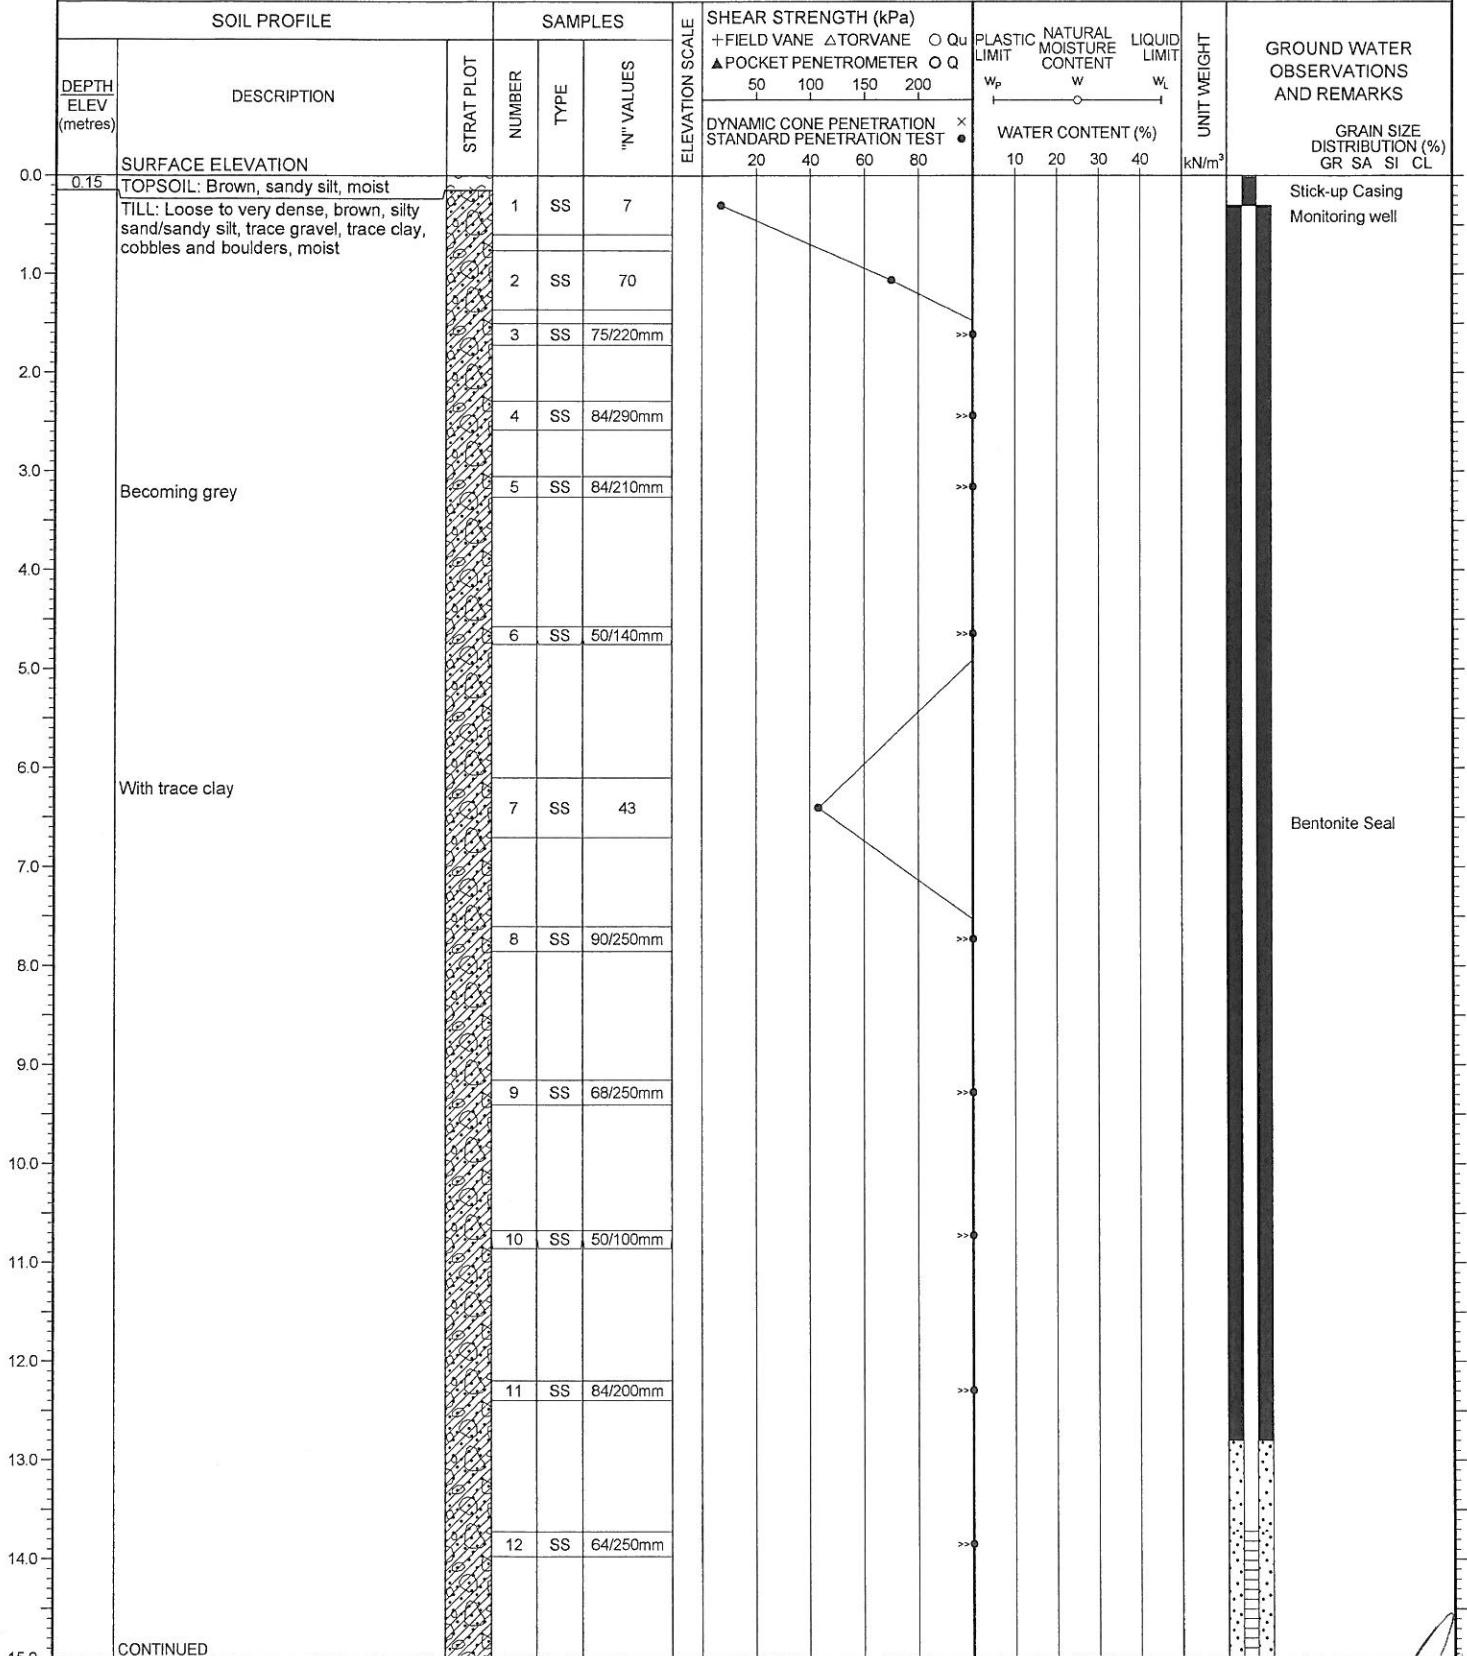 SOIL PROFILE
SAMPLES
DEPTH
ELEV
(metres)
DESCRIPTION
STRAT PLOT
NUMBER
TYPE
"N" VALUES
ELEVATION SCALE
SHEAR STRENGTH (kPa)
+FIELD VANE △TORVANE ○ Qu
▲POCKET PENETROMETER ○ Q
50 100 150 200
DYNAMIC CONE PENETRATION ×
STANDARD PENETRATION TEST ●
20 40 60 80
PLASTIC LIMIT
NATURAL MOISTURE CONTENT
LIQUID LIMIT
WP W WL
WATER CONTENT (%)
10 20 30 40
UNIT WEIGHT
kN/m³
GROUND WATER
OBSERVATIONS
AND REMARKS
GRAIN SIZE
DISTRIBUTION (%)
GR SA SI CL
SURFACE ELEVATION
0.0
0.15
TOPSOIL: Brown, sandy silt, moist
Stick-up Casing
TILL: Loose to very dense, brown, silty
sand/sandy silt, trace gravel, trace clay,
cobbles and boulders, moist
1 SS 7
Monitoring well
1.0
2 SS 70
3 SS 75/220mm >>
2.0
4 SS 84/290mm >>
3.0
Becoming grey
5 SS 84/210mm >>
4.0
6 SS 50/140mm >>
5.0
6.0
With trace clay
7 SS 43
Bentonite Seal
7.0
8 SS 90/250mm >>
8.0
9.0
9 SS 68/250mm >>
10.0
10 SS 50/100mm >>
11.0
12.0
11 SS 84/200mm >>
13.0
12 SS 64/250mm >>
14.0
CONTINUED
15.0